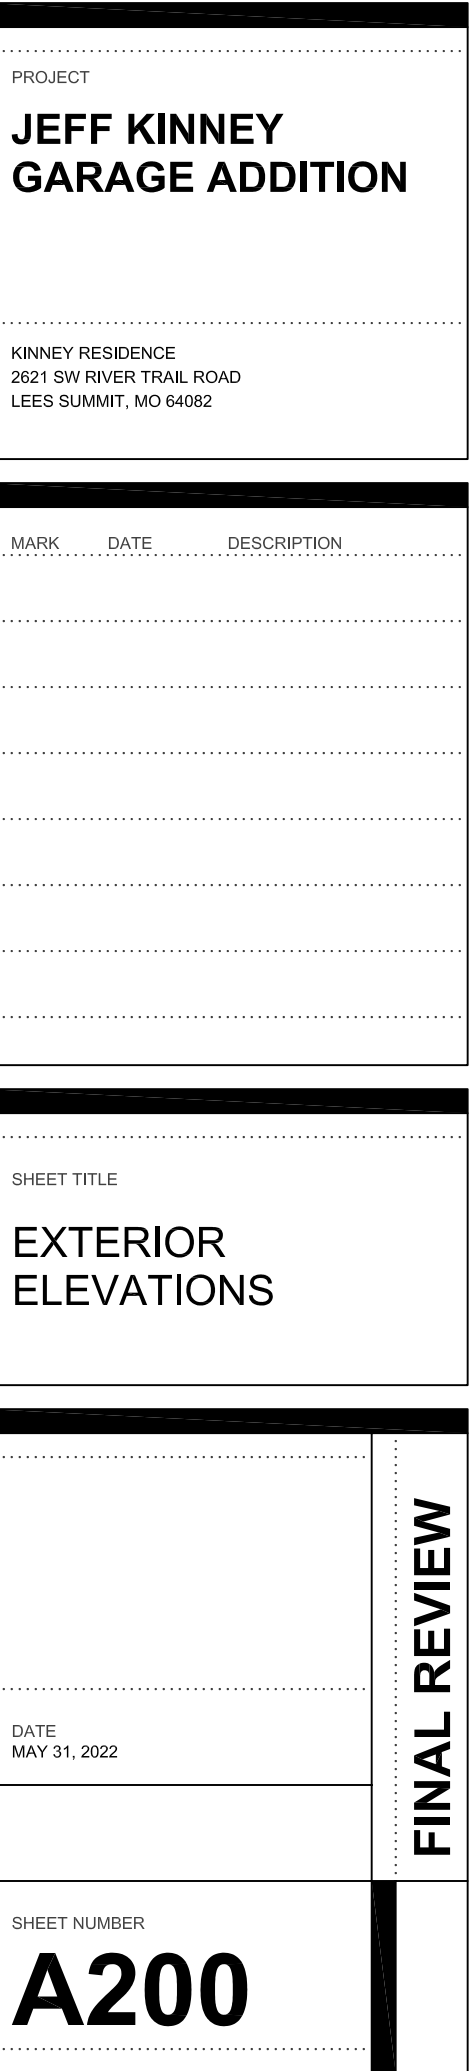 PROJECT
JEFF KINNEY
GARAGE ADDITION
KINNEY RESIDENCE
2621 SW RIVER TRAIL ROAD
LEES SUMMIT, MO 64082
MARK DATE DESCRIPTION
SHEET TITLE
EXTERIOR
ELEVATIONS
FINAL REVIEW
DATE
MAY 31, 2022
SHEET NUMBER
A200